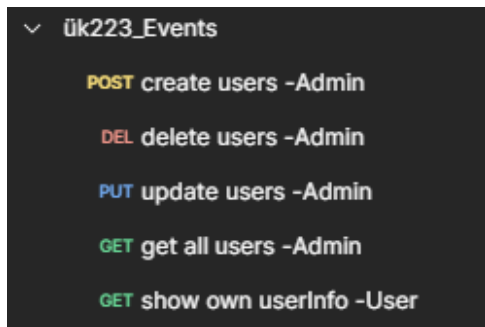 ük223_Events
POST create users -Admin
DEL delete users -Admin
PUT update users -Admin
GET get all users -Admin
GET show own userInfo -User